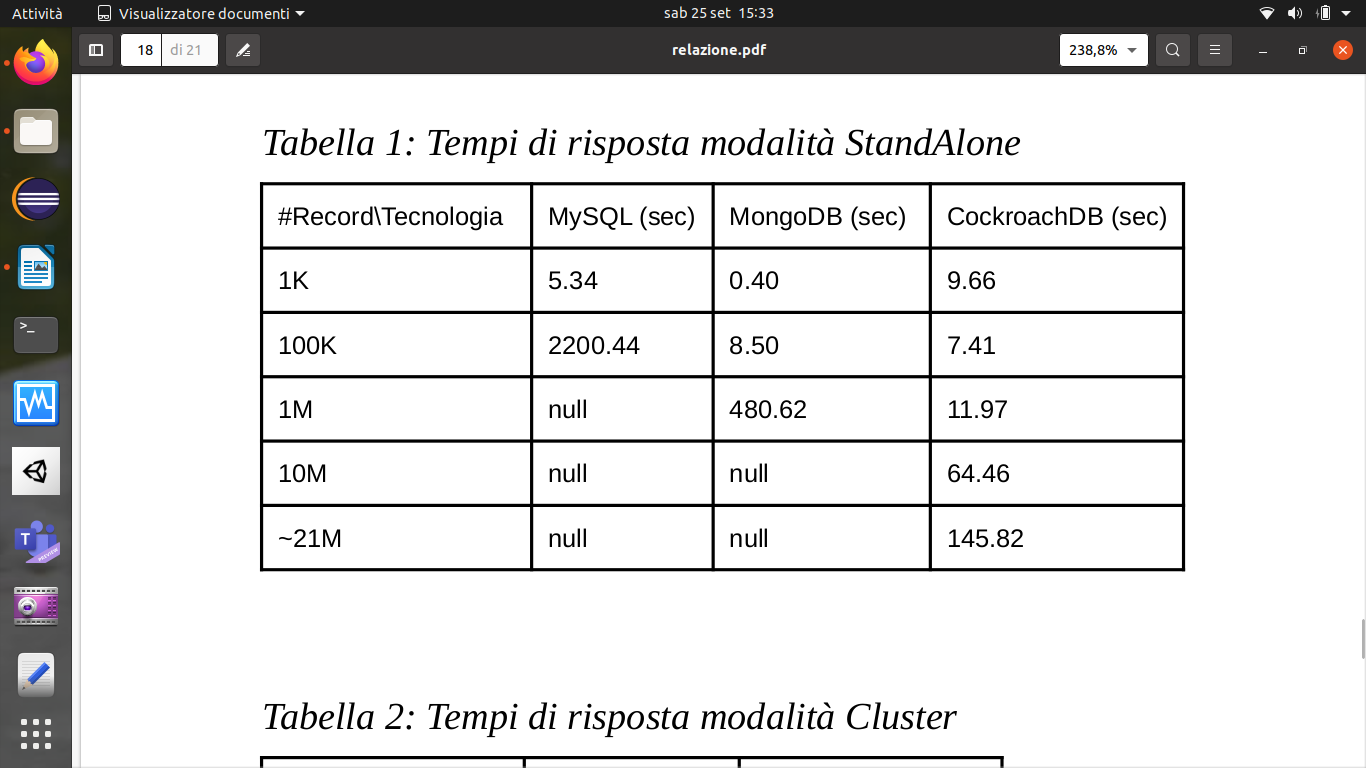 Attività Visualizzatore documenti sab 25 set 15:33
18 di 21 relazione.pdf 238,8%
Tabella 1: Tempi di risposta modalità StandAlone
#Record\Tecnologia MySQL (sec) MongoDB (sec) CockroachDB (sec)
1K 5.34 0.40 9.66
100K 2200.44 8.50 7.41
1M null 480.62 11.97
10M null null 64.46
~21M null null 145.82
Tabella 2: Tempi di risposta modalità Cluster
>_
T
PREVIEW